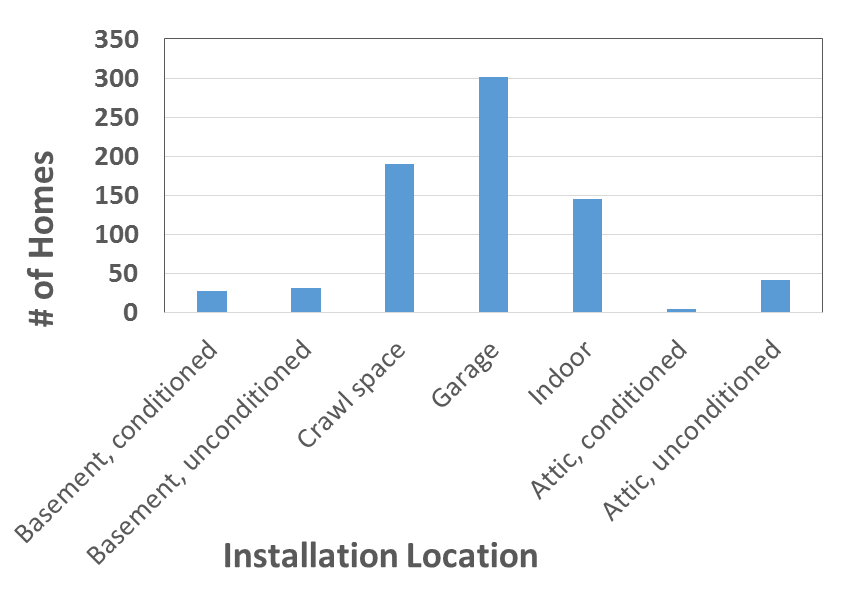 # of Homes
350
300
250
200
150
100
50
0
Basement, conditioned
Basement, unconditioned
Crawl space
Garage
Indoor
Attic, conditioned
Attic, unconditioned
Installation Location